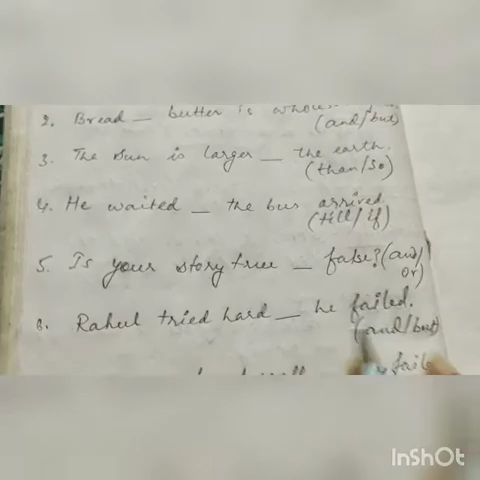 2. Bread _ butter is
(and/but)
3. The sun is larger _ the earth.
(than/so)
4. He waited _ the bus arrived.
(till/if)
5. Is your story true _ false? (and/
or)
6. Rahul tried hard _ he failed.
(and/but)
fail
InShOt